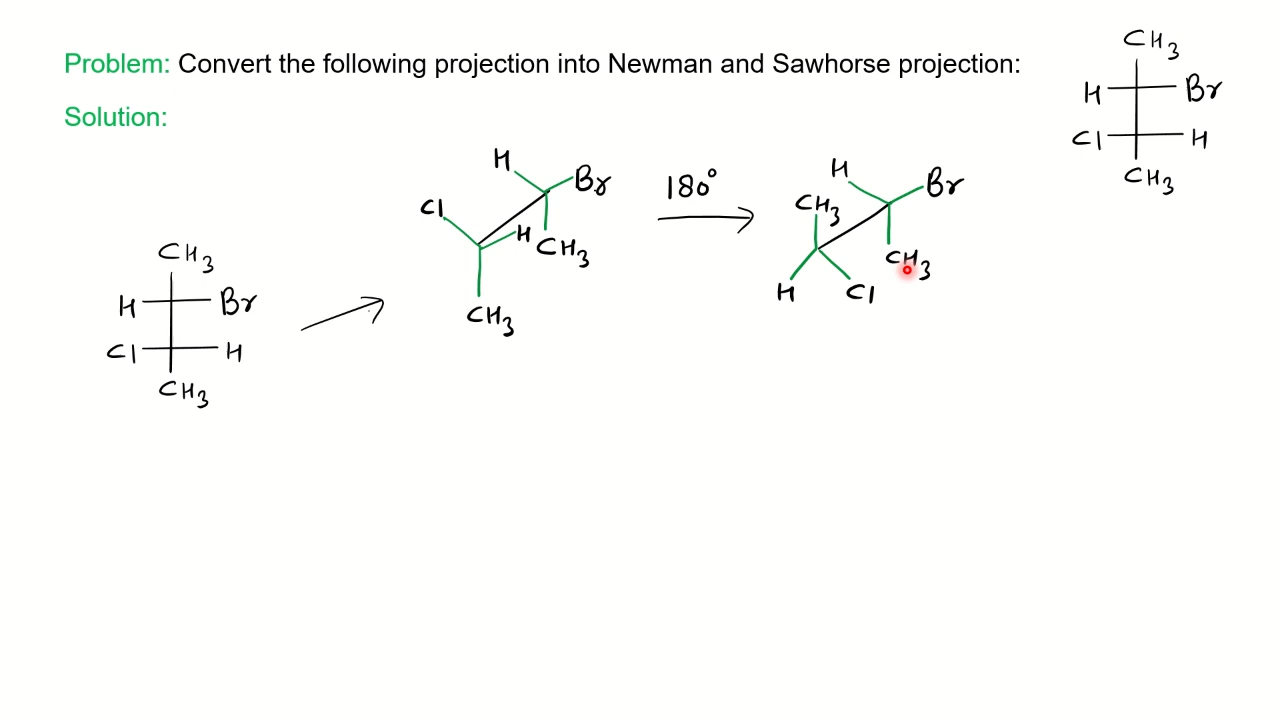 Problem: Convert the following projection into Newman and Sawhorse projection:
CH3
H Br
Cl H
CH3
Solution:
CH3
H Br
Cl H
CH3
H
Br
Cl
H
CH3
CH3
180°
H
Br
CH3
CH3
H Cl